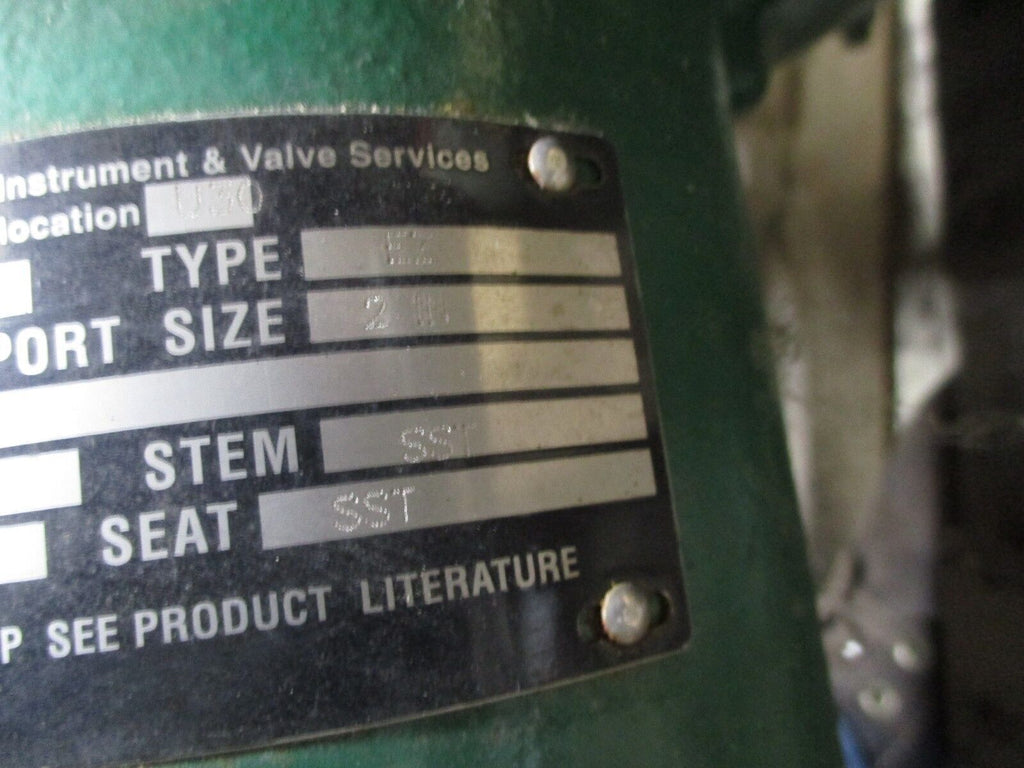 Instrument & Valve Services
location U30
TYPE EZ
PORT SIZE 2 IN
STEM SST
SEAT SST
P SEE PRODUCT LITERATURE